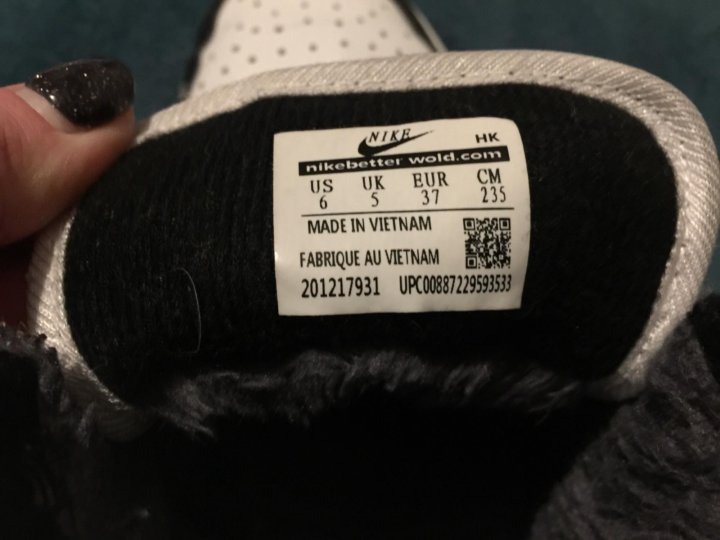 NIKE HK
nikebetter wold.com
US UK EUR CM
6 5 37 235
MADE IN VIETNAM
FABRIQUE AU VIETNAM
201217931 UPC00887229593533